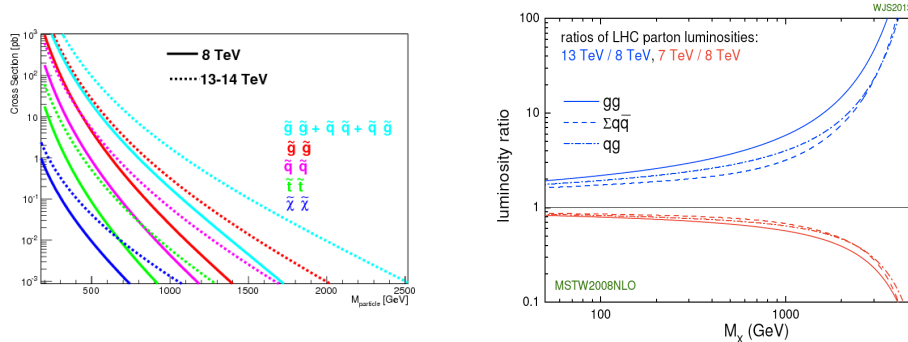 Cross Section [pb]
10³
10²
10
1
10⁻¹
10⁻²
10⁻³
500
1000
1500
2000
2500
M_particle [GeV]
8 TeV
13-14 TeV
g̃ g̃ + q̃ q̃ + q̃ g̃
g̃ g̃
q̃ q̃
t̃ t̃
χ̃ χ̃
WJS2013
ratios of LHC parton luminosities:
13 TeV / 8 TeV, 7 TeV / 8 TeV
gg
Σqq̅
qg
luminosity ratio
100
10
1
0.1
MSTW2008NLO
100
1000
M_X (GeV)